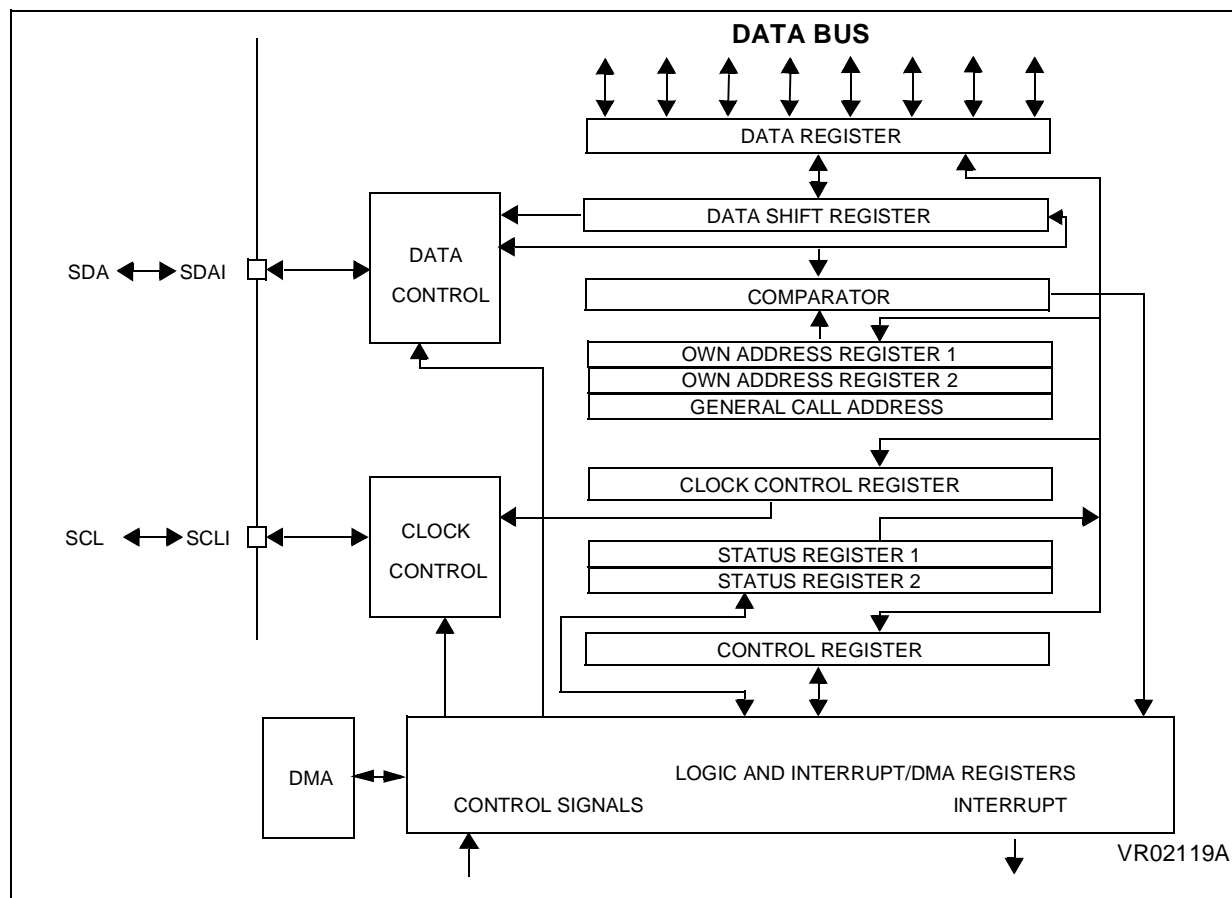 DATA BUS
DATA REGISTER
DATA SHIFT REGISTER
DATA
CONTROL
SDA
SDAI
COMPARATOR
OWN ADDRESS REGISTER 1
OWN ADDRESS REGISTER 2
GENERAL CALL ADDRESS
CLOCK CONTROL REGISTER
SCL
SCLI
CLOCK
CONTROL
STATUS REGISTER 1
STATUS REGISTER 2
CONTROL REGISTER
DMA
LOGIC AND INTERRUPT/DMA REGISTERS
CONTROL SIGNALS
INTERRUPT
VR02119A